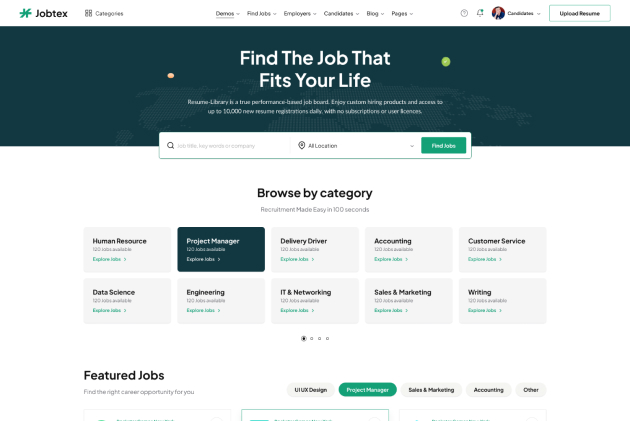 Jobtex
Categories
Demos
Find Jobs
Employers
Candidates
Blog
Pages
Candidates
Upload Resume
Find The Job That
Fits Your Life
Resume-Library is a true performance-based job board. Enjoy custom hiring products and access to
up to 10,000 new resume registrations daily, with no subscriptions or user licences.
Job title, key words in company
All Location
Find Jobs
Browse by category
Recruitment Made Easy in 100 seconds
Human Resource
120 Jobs available
Explore Jobs
Project Manager
120 Jobs available
Explore Jobs
Delivery Driver
120 Jobs available
Explore Jobs
Accounting
120 Jobs available
Explore Jobs
Customer Service
120 Jobs available
Explore Jobs
Data Science
120 Jobs available
Explore Jobs
Engineering
120 Jobs available
Explore Jobs
IT & Networking
120 Jobs available
Explore Jobs
Sales & Marketing
120 Jobs available
Explore Jobs
Writing
120 Jobs available
Explore Jobs
Featured Jobs
Find the right career opportunity for you
UI UX Design
Project Manager
Sales & Marketing
Accounting
Other